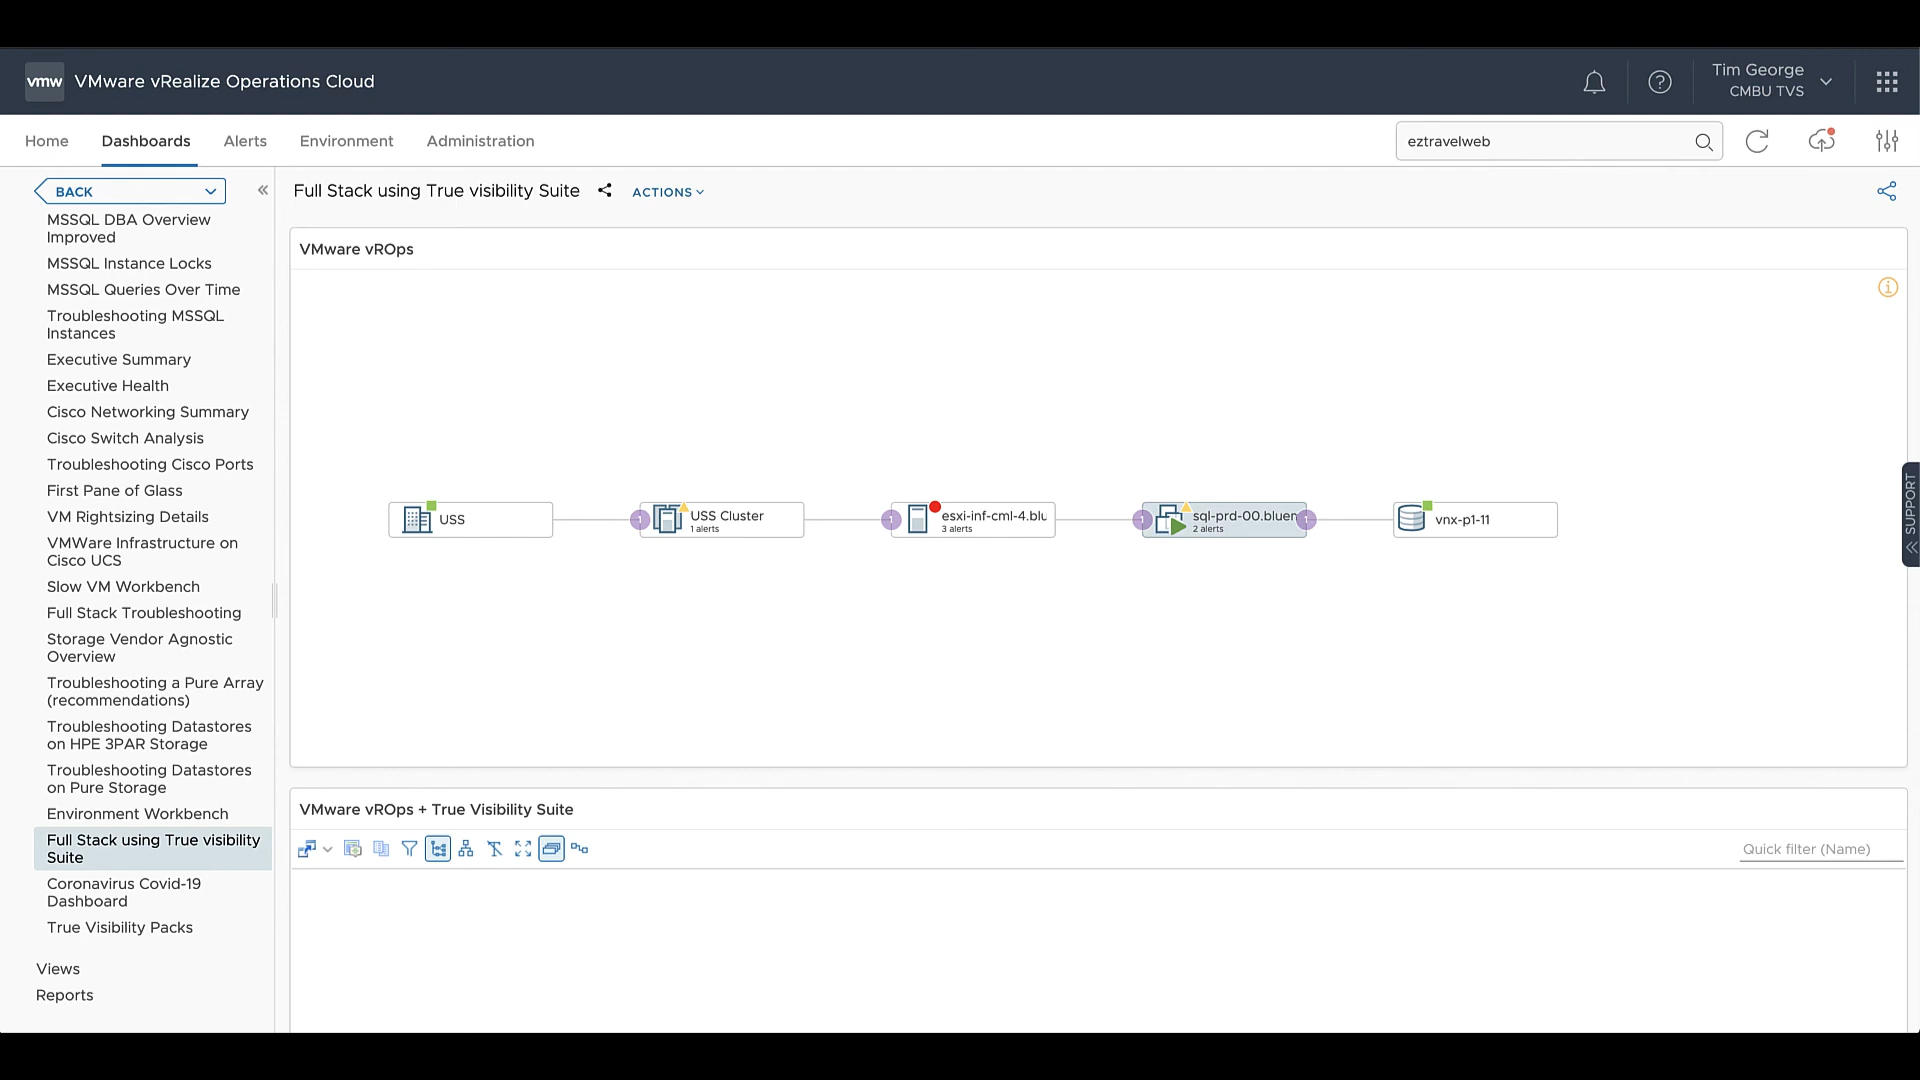 vmw VMware vRealize Operations Cloud
Tim George
CMBU TVS
Home Dashboards Alerts Environment Administration
eztravelweb
BACK
Full Stack using True visibility Suite ACTIONS
MSSQL DBA Overview
Improved
MSSQL Instance Locks
MSSQL Queries Over Time
Troubleshooting MSSQL
Instances
Executive Summary
Executive Health
Cisco Networking Summary
Cisco Switch Analysis
Troubleshooting Cisco Ports
First Pane of Glass
VM Rightsizing Details
VMWare Infrastructure on
Cisco UCS
Slow VM Workbench
Full Stack Troubleshooting
Storage Vendor Agnostic
Overview
Troubleshooting a Pure Array
(recommendations)
Troubleshooting Datastores
on HPE 3PAR Storage
Troubleshooting Datastores
on Pure Storage
Environment Workbench
Full Stack using True visibility
Suite
Coronavirus Covid-19
Dashboard
True Visibility Packs
Views
Reports
VMware vROps
USS
1
USS Cluster
1 alerts
1
esxi-inf-cml-4.blu
3 alerts
1
sql-prd-00.bluen
2 alerts
1
vnx-p1-11
SUPPORT
VMware vROps + True Visibility Suite
Quick filter (Name)